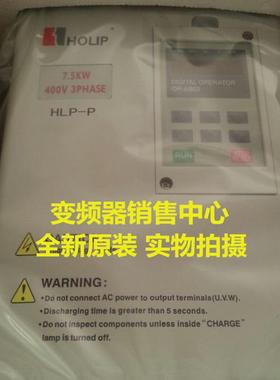 HOLIP
7.5KW
400V 3PHASE
HLP-P
DIGITAL OPERATOR
RUN
变频器销售中心
全新原装 实物拍摄
WARNING:
•Do not connect AC power to output terminals(U.V.W).
•Discharging time is greater than 5 seconds.
•Do not inspect components unless inside "CHARGE"
lamp is turned off.